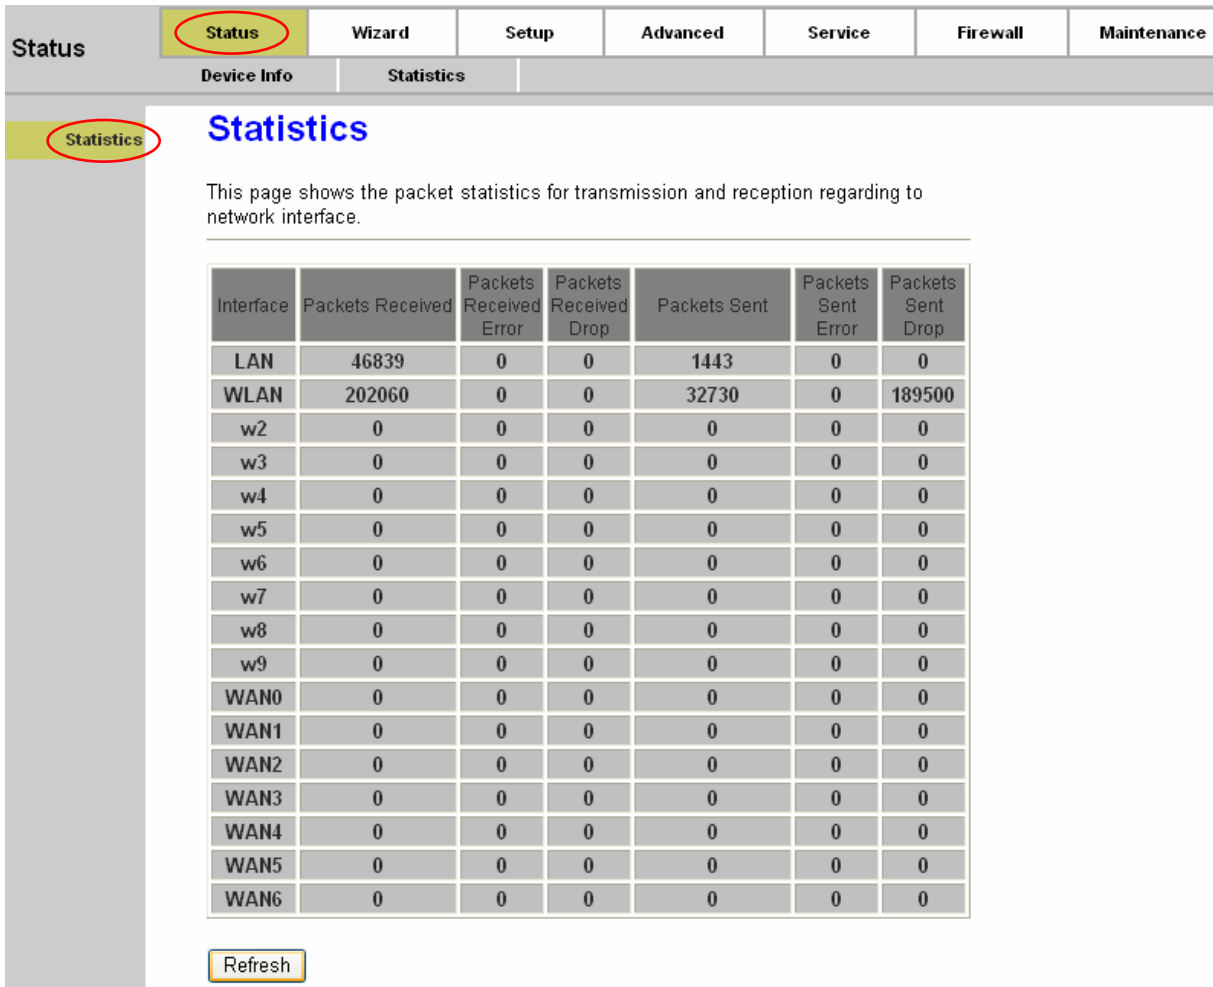 Status
Status Wizard Setup Advanced Service Firewall Maintenance
Device Info Statistics
Statistics
Statistics
This page shows the packet statistics for transmission and reception regarding to
network interface.
Interface Packets Received Packets Received Error Packets Received Drop Packets Sent Packets Sent Error Packets Sent Drop
LAN 46839 0 0 1443 0 0
WLAN 202060 0 0 32730 0 189500
w2 0 0 0 0 0 0
w3 0 0 0 0 0 0
w4 0 0 0 0 0 0
w5 0 0 0 0 0 0
w6 0 0 0 0 0 0
w7 0 0 0 0 0 0
w8 0 0 0 0 0 0
w9 0 0 0 0 0 0
WAN0 0 0 0 0 0 0
WAN1 0 0 0 0 0 0
WAN2 0 0 0 0 0 0
WAN3 0 0 0 0 0 0
WAN4 0 0 0 0 0 0
WAN5 0 0 0 0 0 0
WAN6 0 0 0 0 0 0
Refresh